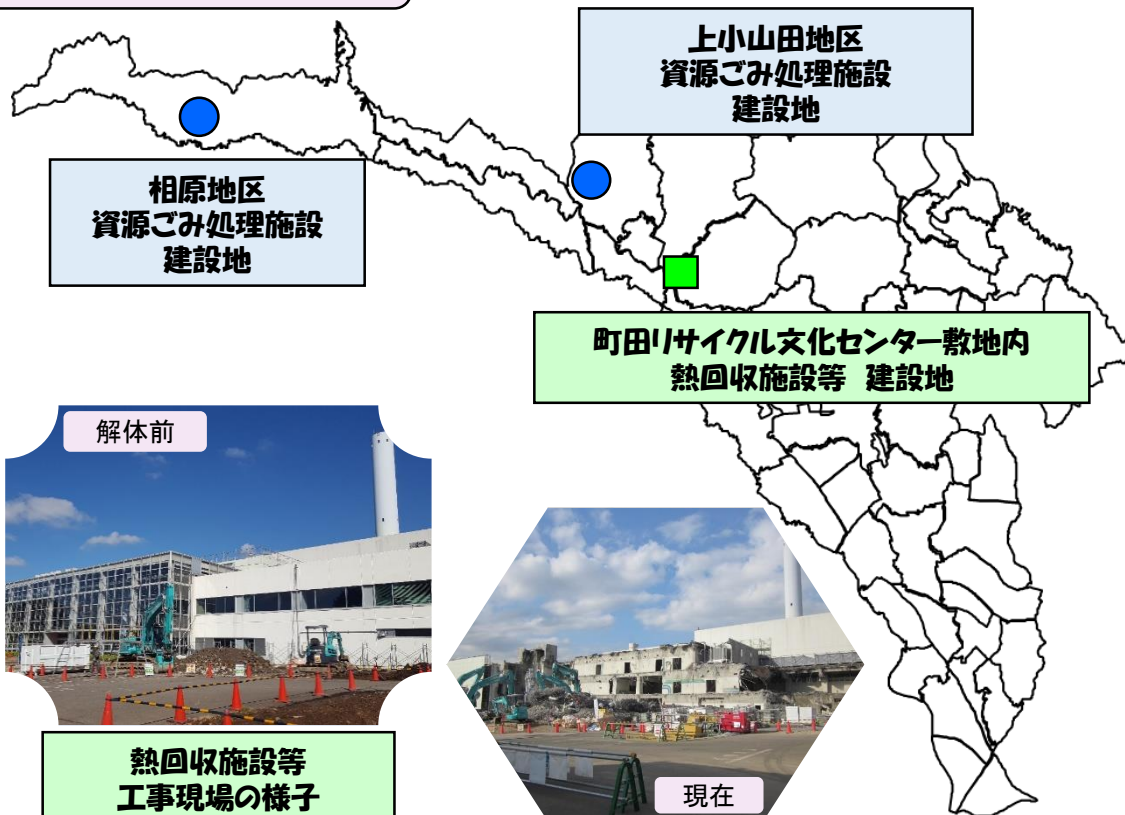 上小山田地区
資源ごみ処理施設
建設地
相原地区
資源ごみ処理施設
建設地
町田リサイクル文化センター敷地内
熱回収施設等 建設地
解体前
熱回収施設等
工事現場の様子
現在